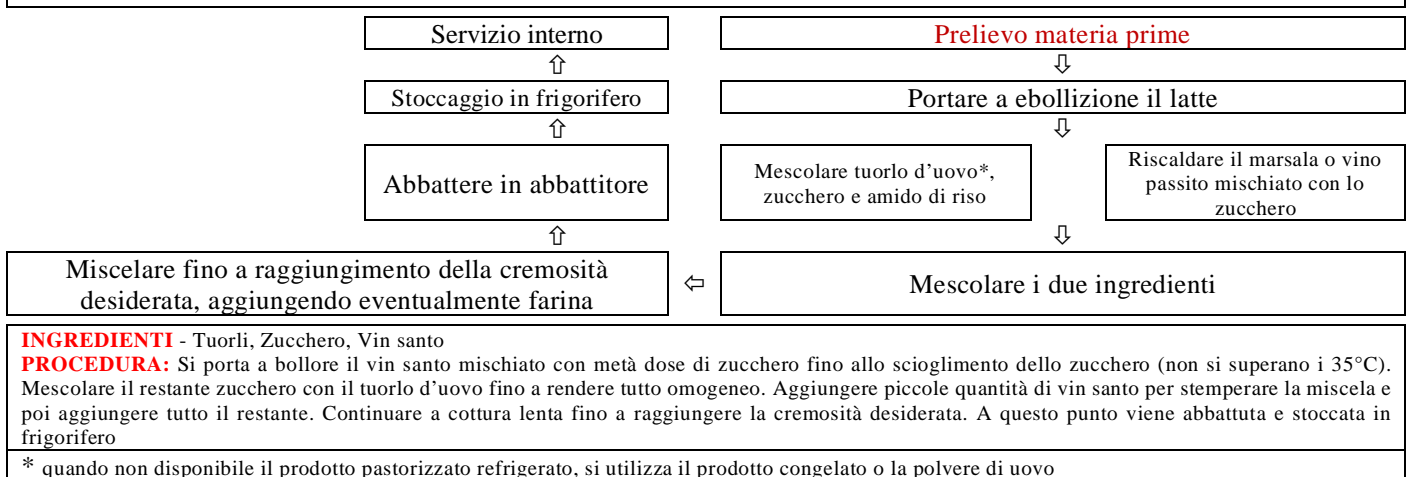 Servizio interno
Prelievo materia prime
⇧
⇩
Stoccaggio in frigorifero
Portare a ebollizione il latte
⇧
⇩
Abbattere in abbattitore
Mescolare tuorlo d'uovo*,
zucchero e amido di riso
Riscaldare il marsala o vino
passito mischiato con lo
zucchero
⇧
⇩
Miscelare fino a raggiungimento della cremosità
desiderata, aggiungendo eventualmente farina
⇦
Mescolare i due ingredienti
INGREDIENTI - Tuorli, Zucchero, Vin santo
PROCEDURA: Si porta a bollore il vin santo mischiato con metà dose di zucchero fino allo scioglimento dello zucchero (non si superano i 35°C).
Mescolare il restante zucchero con il tuorlo d'uovo fino a rendere tutto omogeneo. Aggiungere piccole quantità di vin santo per stemperare la miscela e
poi aggiungere tutto il restante. Continuare a cottura lenta fino a raggiungere la cremosità desiderata. A questo punto viene abbattuta e stoccata in
frigorifero
* quando non disponibile il prodotto pastorizzato refrigerato, si utilizza il prodotto congelato o la polvere di uovo